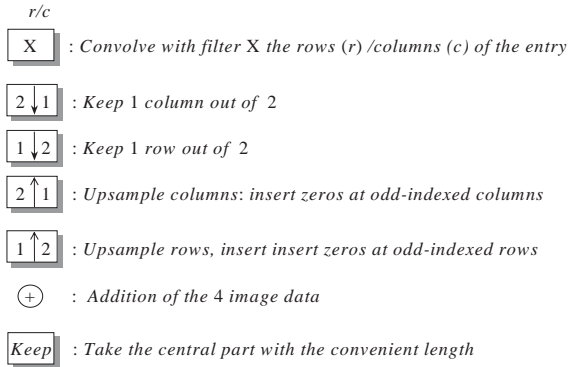 r/c
X : Convolve with filter X the rows (r) /columns (c) of the entry
2↓1 : Keep 1 column out of 2
1↓2 : Keep 1 row out of 2
2↑1 : Upsample columns: insert zeros at odd-indexed columns
1↑2 : Upsample rows, insert insert zeros at odd-indexed rows
+ : Addition of the 4 image data
Keep : Take the central part with the convenient length